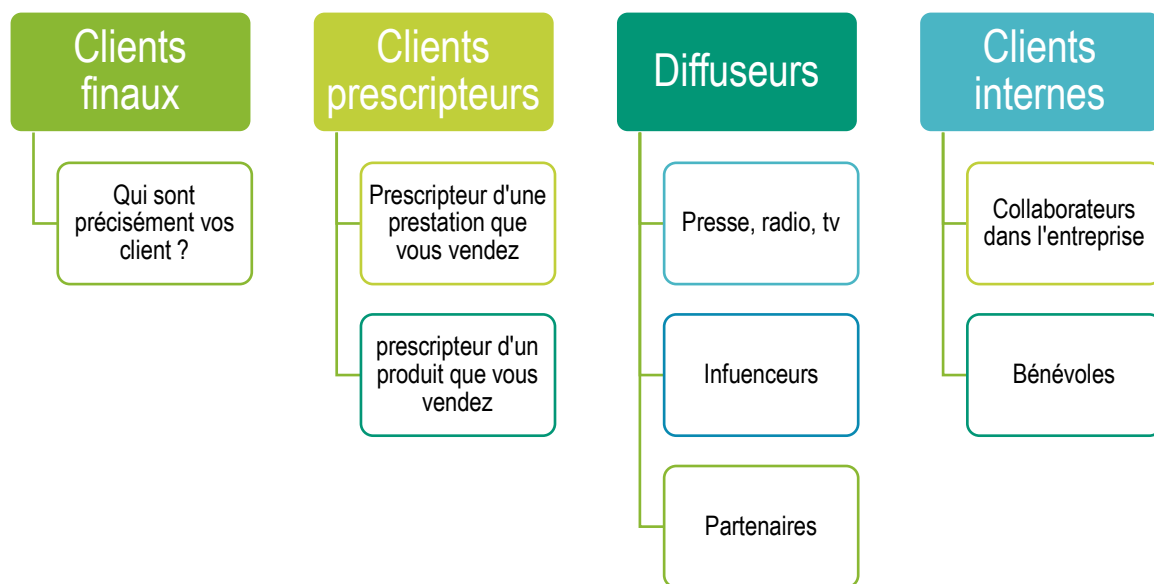 Clients
finaux
Qui sont
précisément vos
client ?
Clients
prescripteurs
Prescripteur d'une
prestation que
vous vendez
prescripteur d'un
produit que vous
vendez
Diffuseurs
Presse, radio, tv
Infuenceurs
Partenaires
Clients
internes
Collaborateurs
dans l'entreprise
Bénévoles